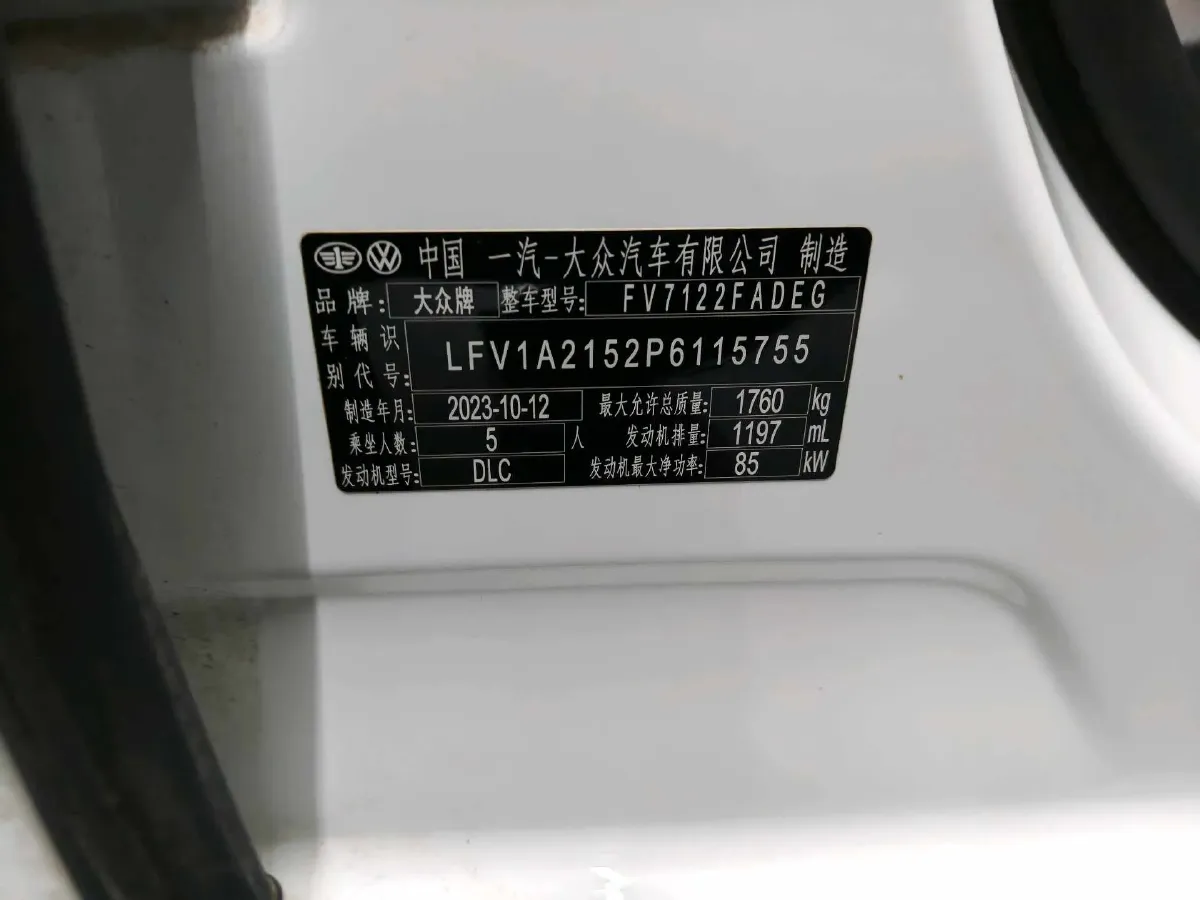 中国 一汽-大众汽车有限公司 制造
品牌: 大众牌 整车型号: FV7122FADEG
车辆识别代号: LFV1A2152P6115755
制造年月: 2023-10-12 最大允许总质量: 1760 kg
乘坐人数: 5 人 发动机排量: 1197 mL
发动机型号: DLC 发动机最大净功率: 85 kW